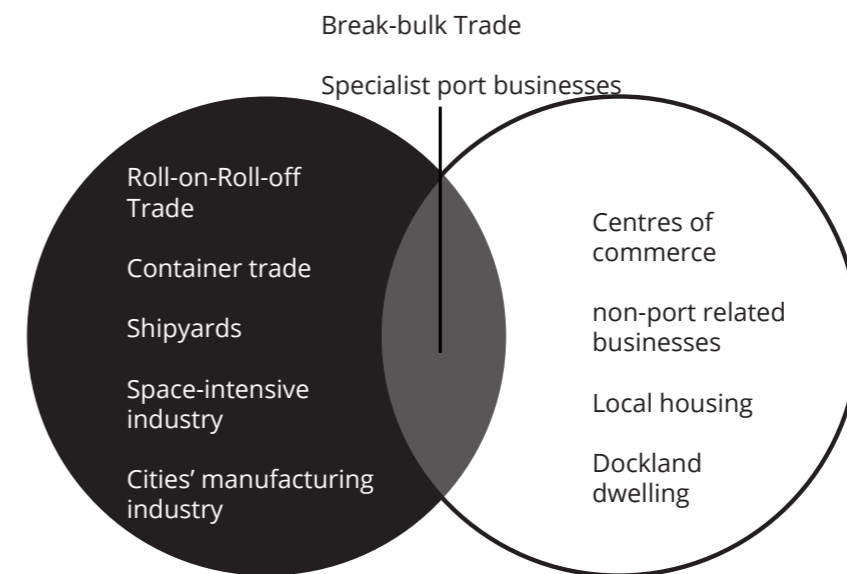 Break-bulk Trade
Specialist port businesses
Roll-on-Roll-off
Trade
Container trade
Shipyards
Space-intensive
industry
Cities’ manufacturing
industry
Centres of
commerce
non-port related
businesses
Local housing
Dockland
dwelling